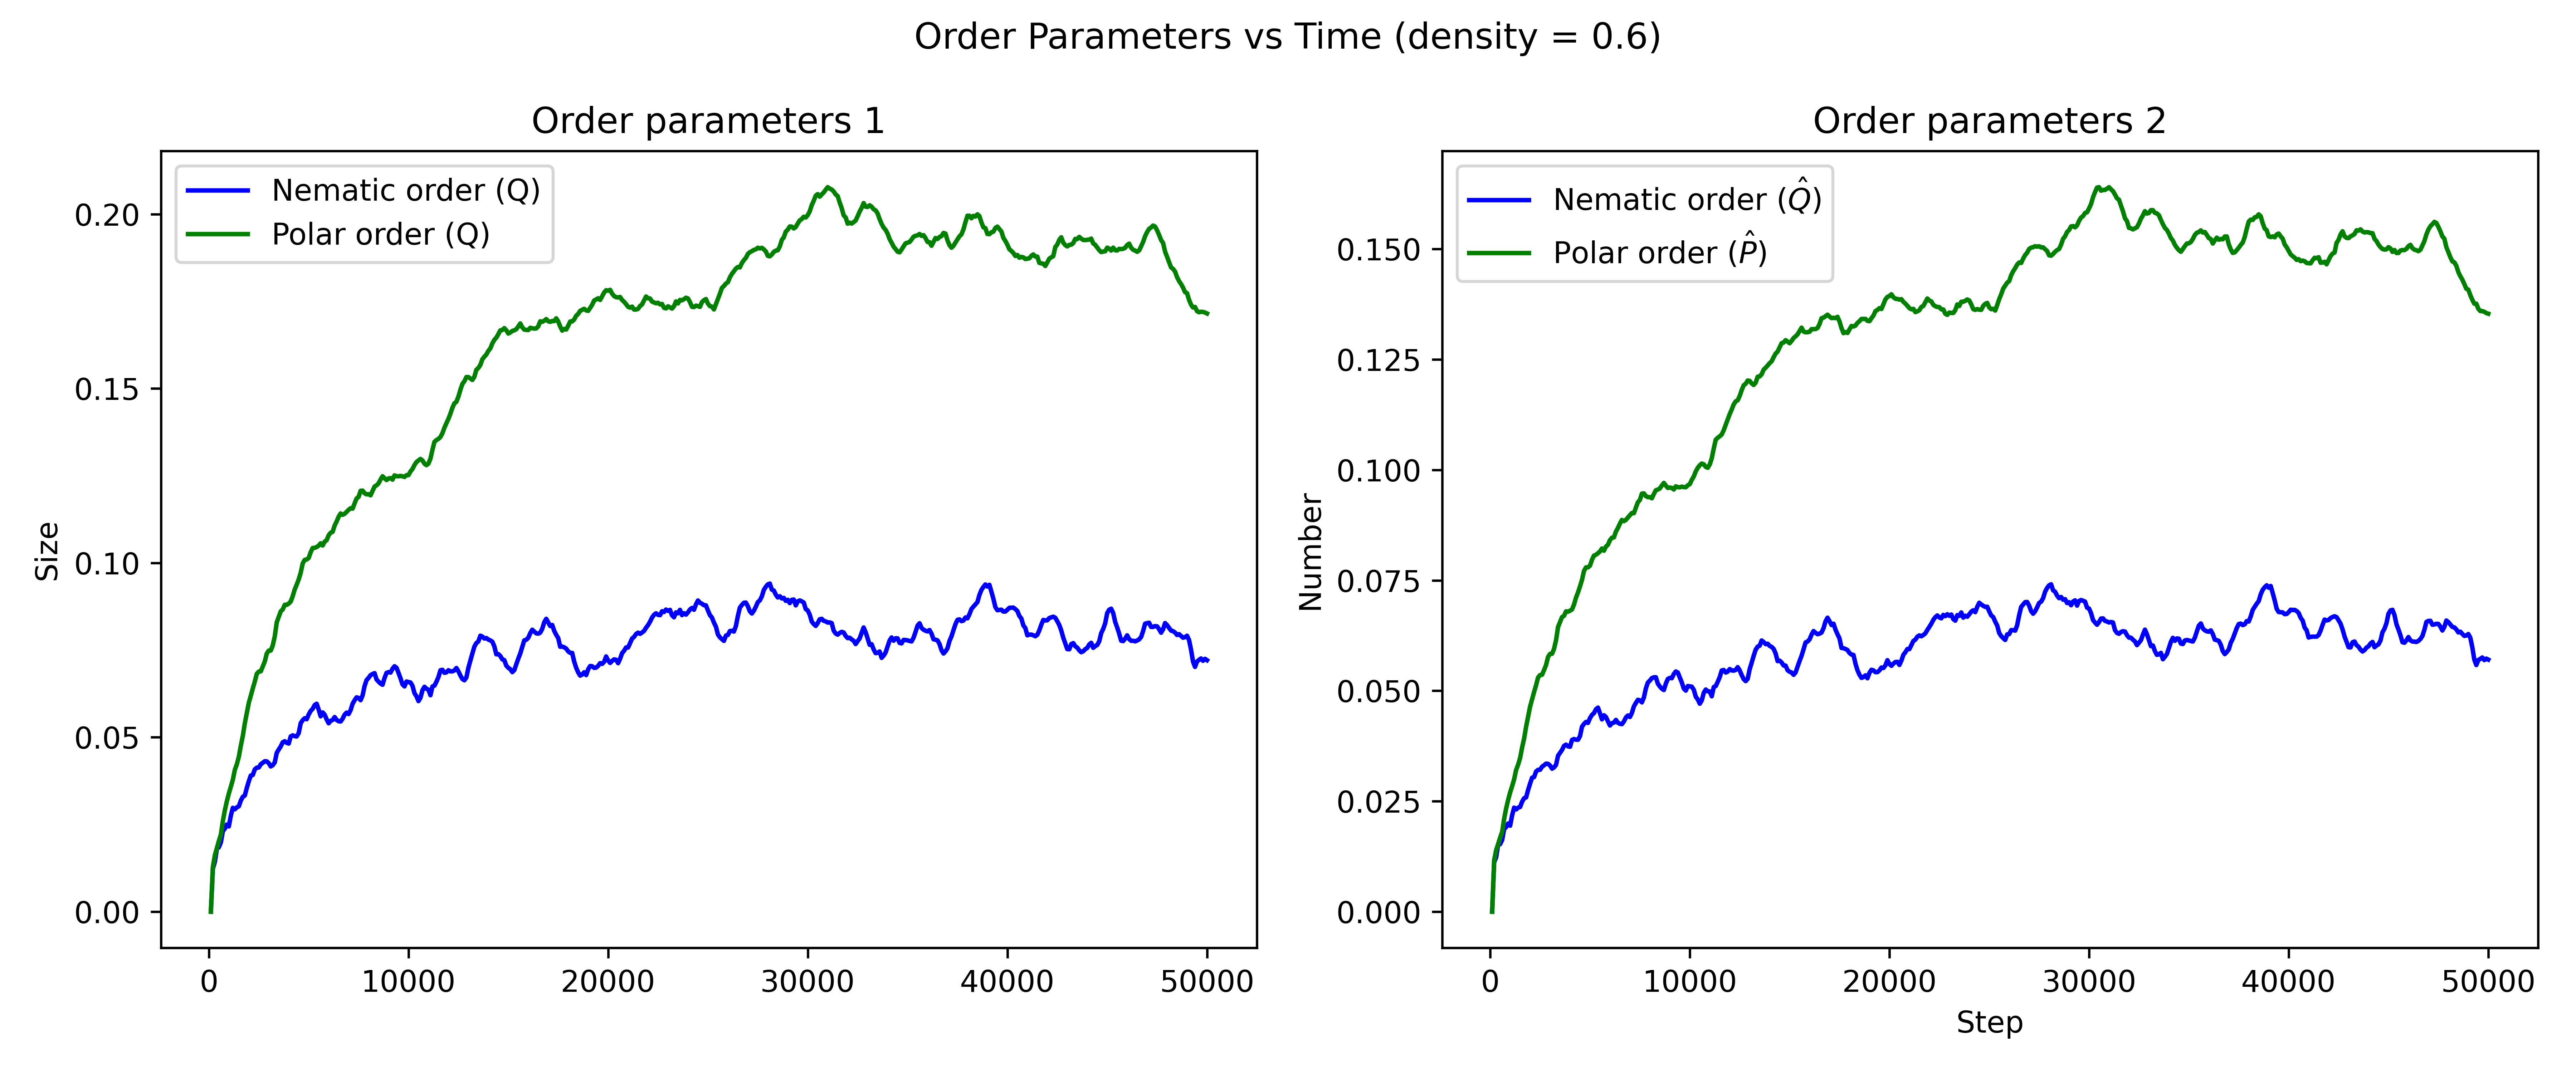 Order Parameters vs Time (density = 0.6)
Order parameters 1
Nematic order (Q)
Polar order (Q)
Size
0.20
0.15
0.10
0.05
0.00
0 10000 20000 30000 40000 50000
Order parameters 2
Nematic order (Q̂)
Polar order (P̂)
Number
0.150
0.125
0.100
0.075
0.050
0.025
0.000
0 10000 20000 30000 40000 50000
Step